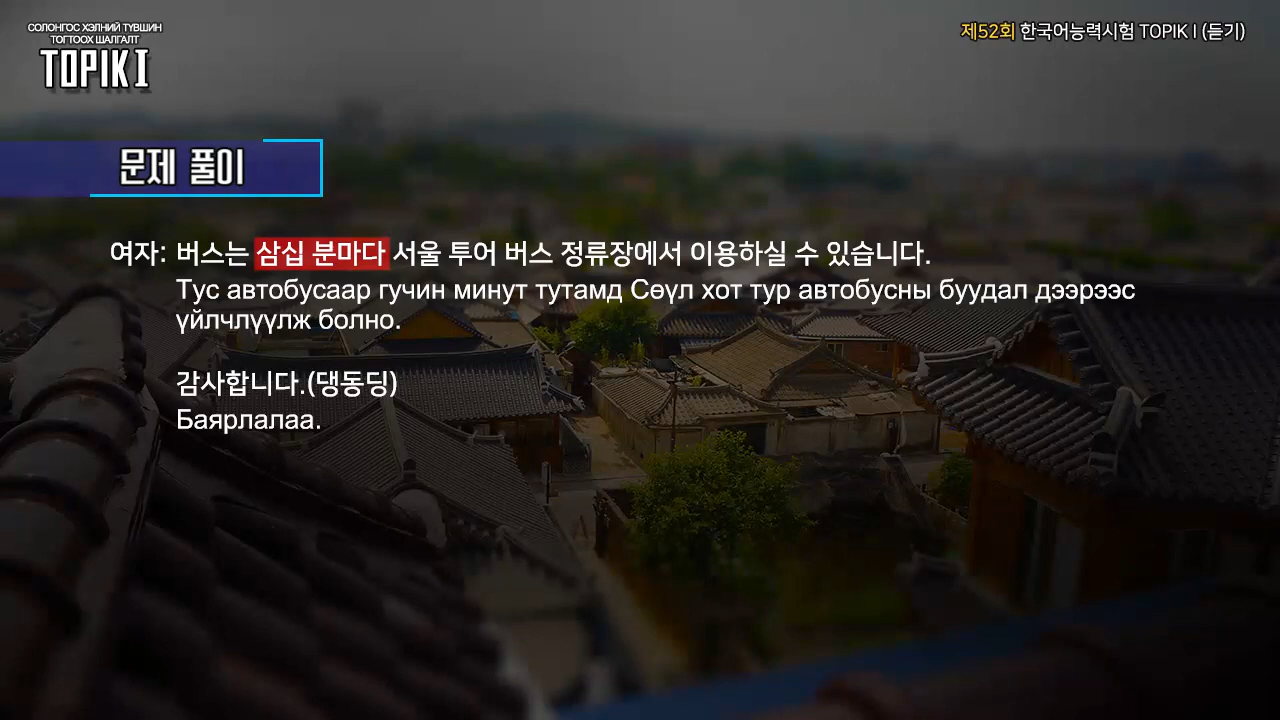 СОЛОНГОС ХЭЛНИЙ ТҮВШИН
ТОГТООХ ШАЛГАЛТ
TOPIK I
제52회 한국어능력시험 TOPIK I (듣기)
문제 풀이
여자: 버스는 삼십 분마다 서울 투어 버스 정류장에서 이용하실 수 있습니다.
Тус автобусаар гучин минут тутамд Сөүл хот тур автобусны буудал дээрээс
үйлчлүүлж болно.
감사합니다.(댕동딩)
Баярлалаа.